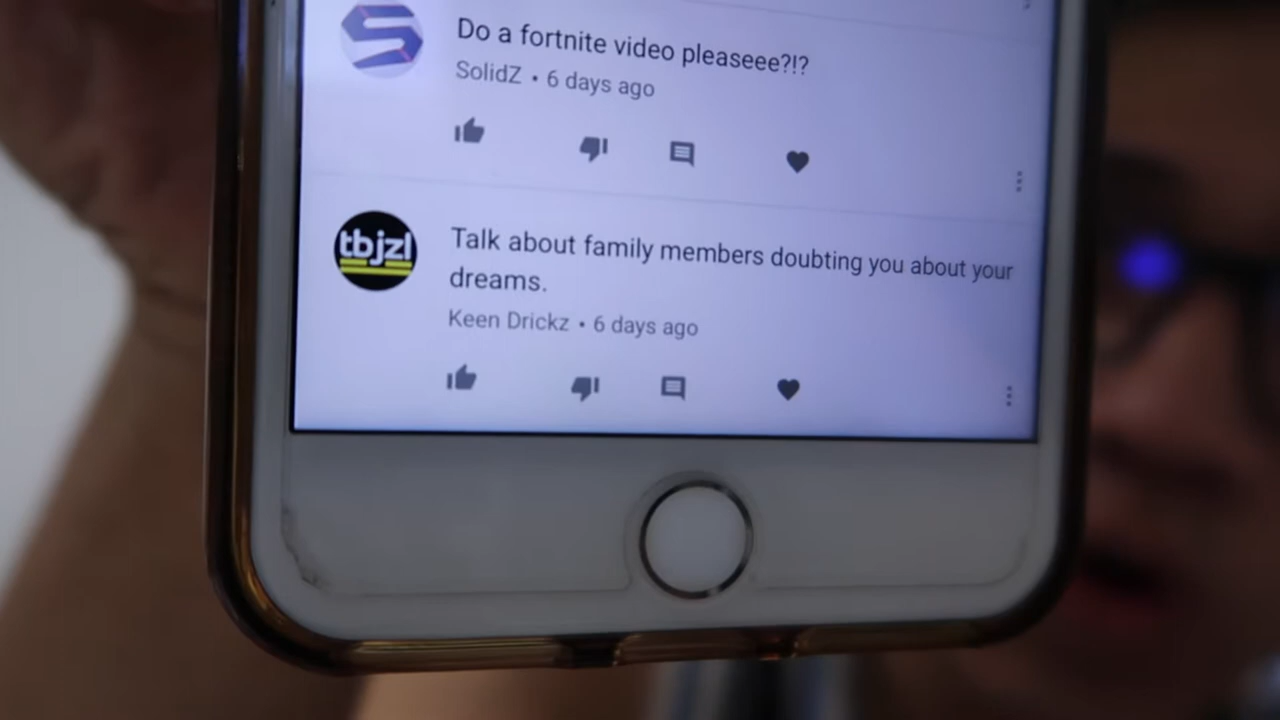 Do a fortnite video pleaseee?!?
SolidZ • 6 days ago
tbjzl
Talk about family members doubting you about your
dreams.
Keen Drickz • 6 days ago